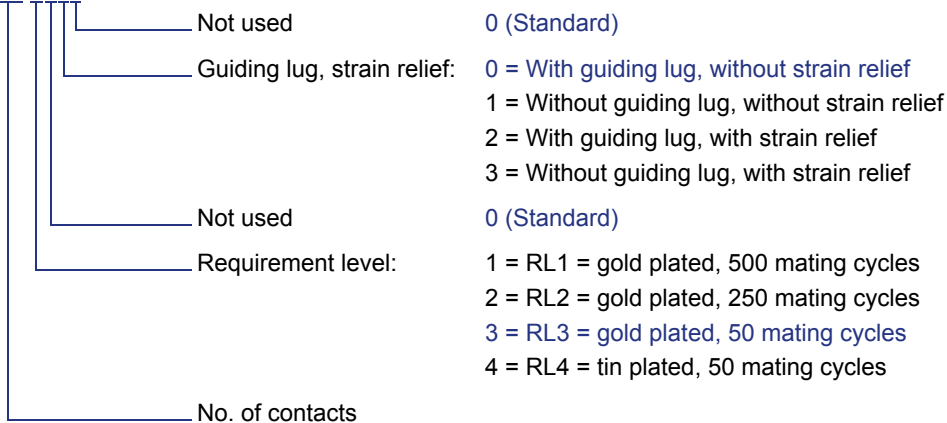 Not used 0 (Standard)
Guiding lug, strain relief: 0 = With guiding lug, without strain relief
1 = Without guiding lug, without strain relief
2 = With guiding lug, with strain relief
3 = Without guiding lug, with strain relief
Not used 0 (Standard)
Requirement level: 1 = RL1 = gold plated, 500 mating cycles
2 = RL2 = gold plated, 250 mating cycles
3 = RL3 = gold plated, 50 mating cycles
4 = RL4 = tin plated, 50 mating cycles
No. of contacts